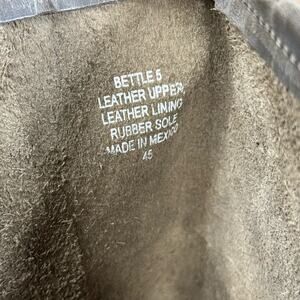 BETTLE 5
LEATHER UPPER
LEATHER LINING
RUBBER SOLE
MADE IN MEXICO
45